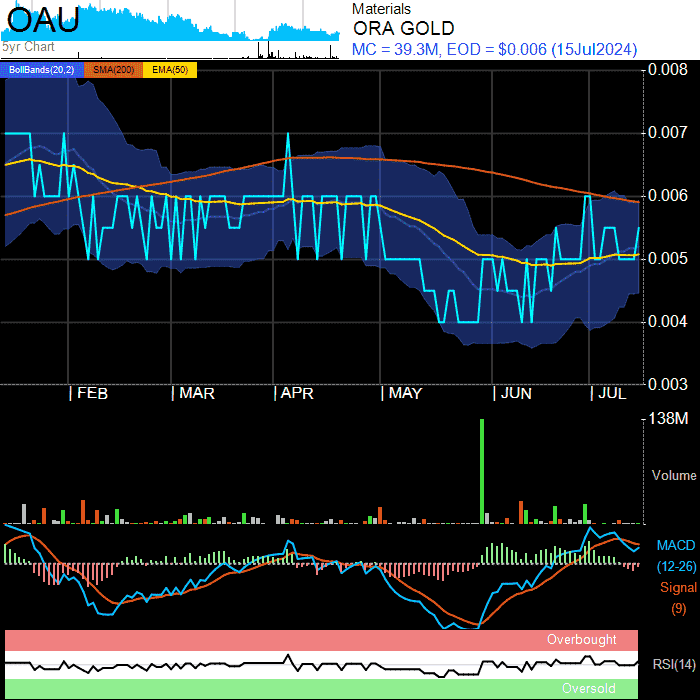 OAU
5yr Chart
Materials
ORA GOLD
MC = 39.3M, EOD = $0.006 (15Jul2024)
BollBands(20,2) SMA(200) EMA(50)
0.008
0.007
0.006
0.005
0.004
0.003
| FEB | MAR | APR | MAY | JUN | JUL
138M
Volume
MACD
(12-26)
Signal
(9)
Overbought
RSI(14)
Oversold